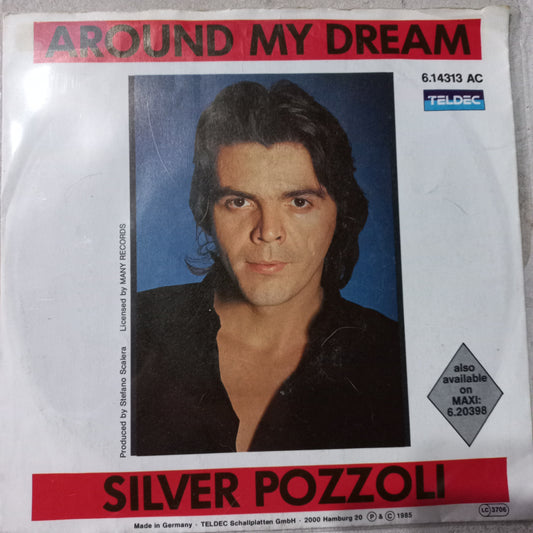 AROUND MY DREAM
6.14313 AC
TELDEC
Produced by Stefano Scalera Licensed by MANY RECORDS
also
available
on
MAXI:
6.20398
SILVER POZZOLI
Made in Germany · TELDEC Schallplatten GmbH · 2000 Hamburg 20 Ⓟ & © 1985
LC 3706